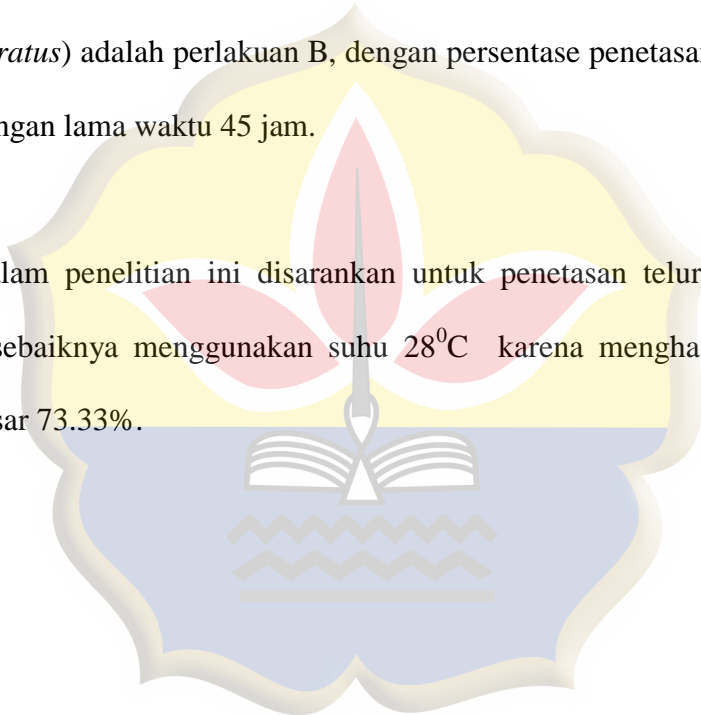 ratus) adalah perlakuan B, dengan persentase penetasan
ngan lama waktu 45 jam.
alam penelitian ini disarankan untuk penetasan telur
sebaiknya menggunakan suhu 28⁰C karena mengha
sar 73.33%.